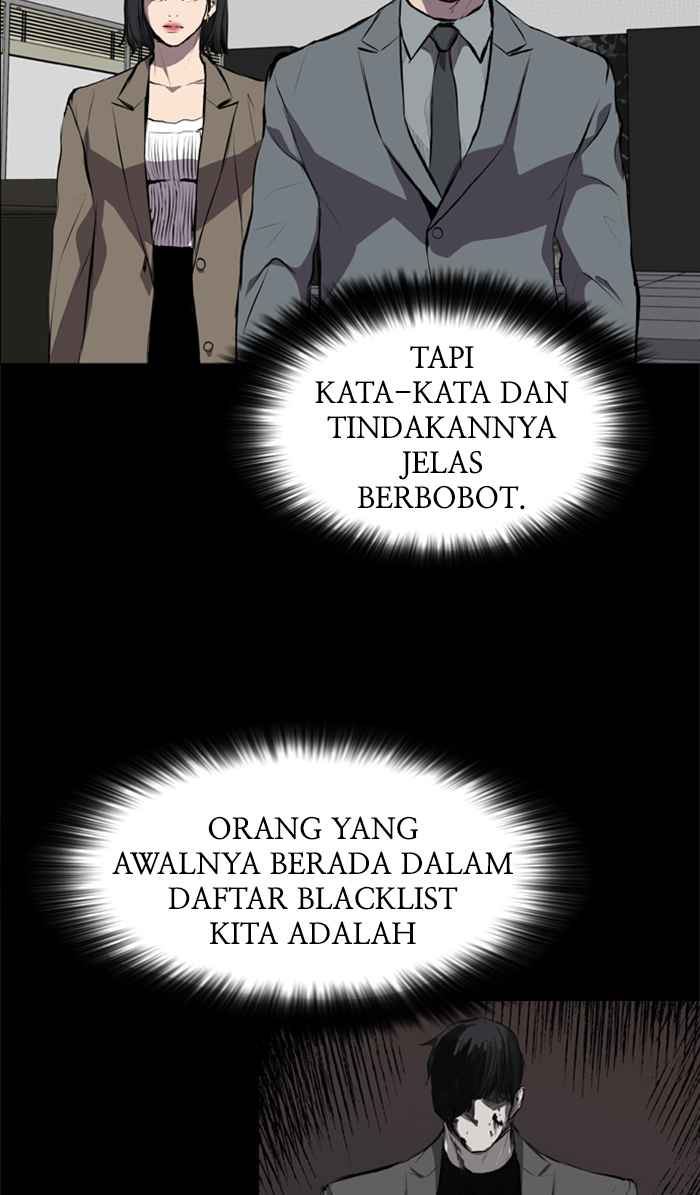 TAPI
KATA-KATA DAN
TINDAKANNYA
JELAS
BERBOBOT.
ORANG YANG
AWALNYA BERADA DALAM
DAFTAR BLACKLIST
KITA ADALAH